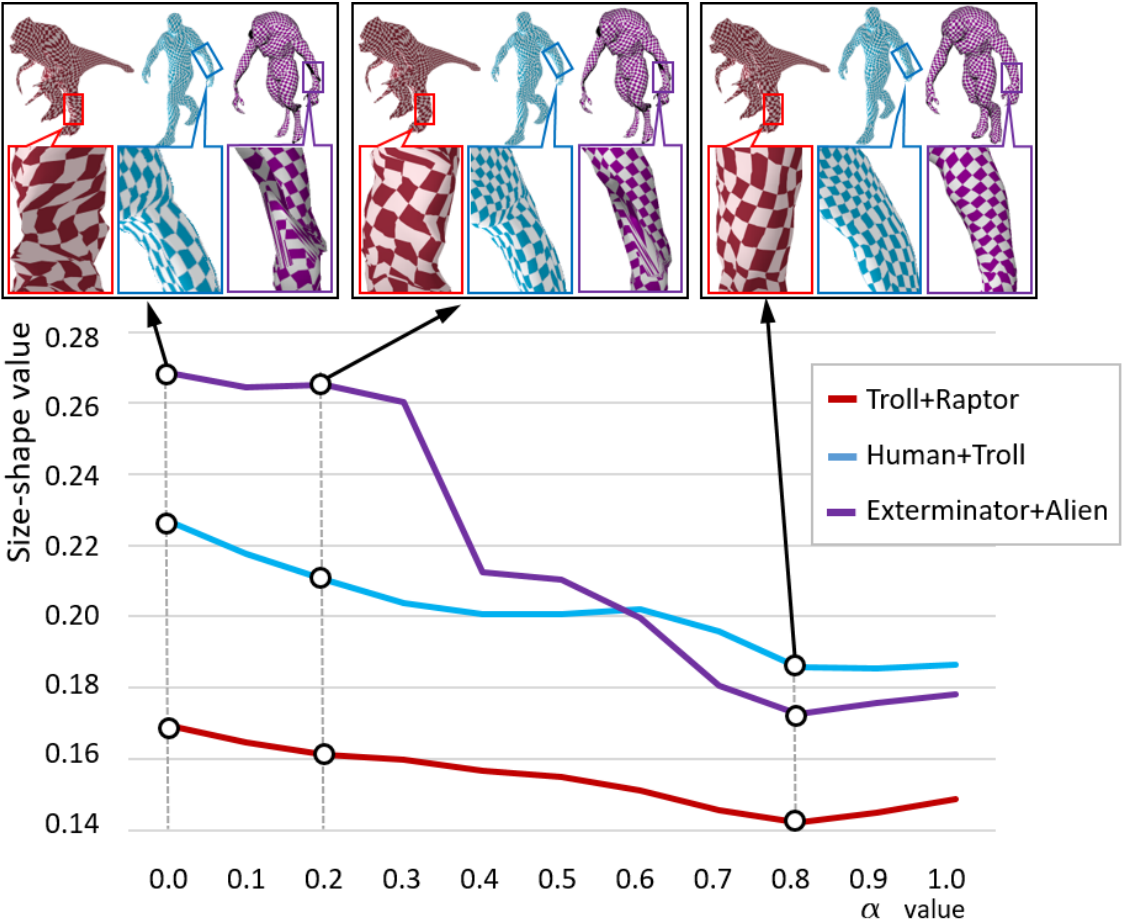 Size-shape value
0.28
0.26
0.24
0.22
0.20
0.18
0.16
0.14
Troll+Raptor
Human+Troll
Exterminator+Alien
0.0 0.1 0.2 0.3 0.4 0.5 0.6 0.7 0.8 0.9 1.0
α value